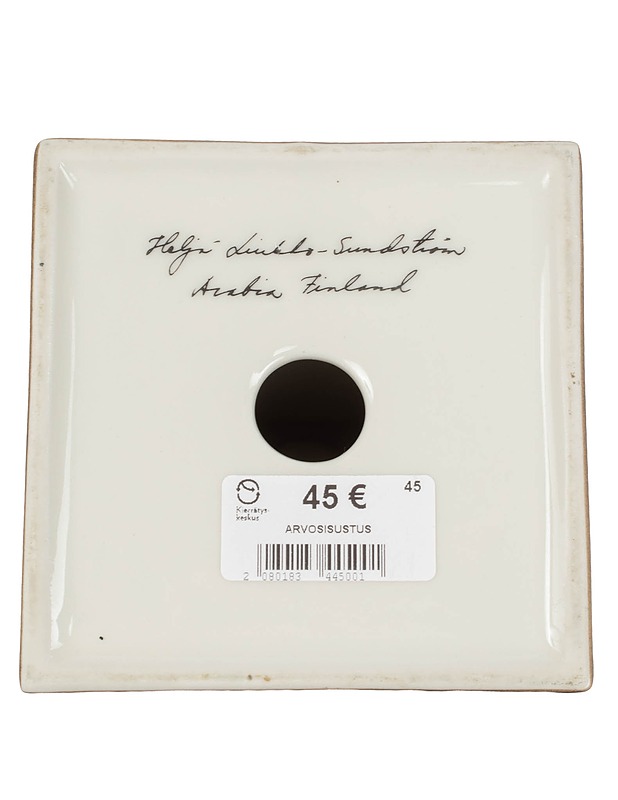 Heljä Liukko-Sundström
Arabia Finland
45 €
45
Kierrätys-
keskus
ARVOSISUSTUS
2 080183 445001